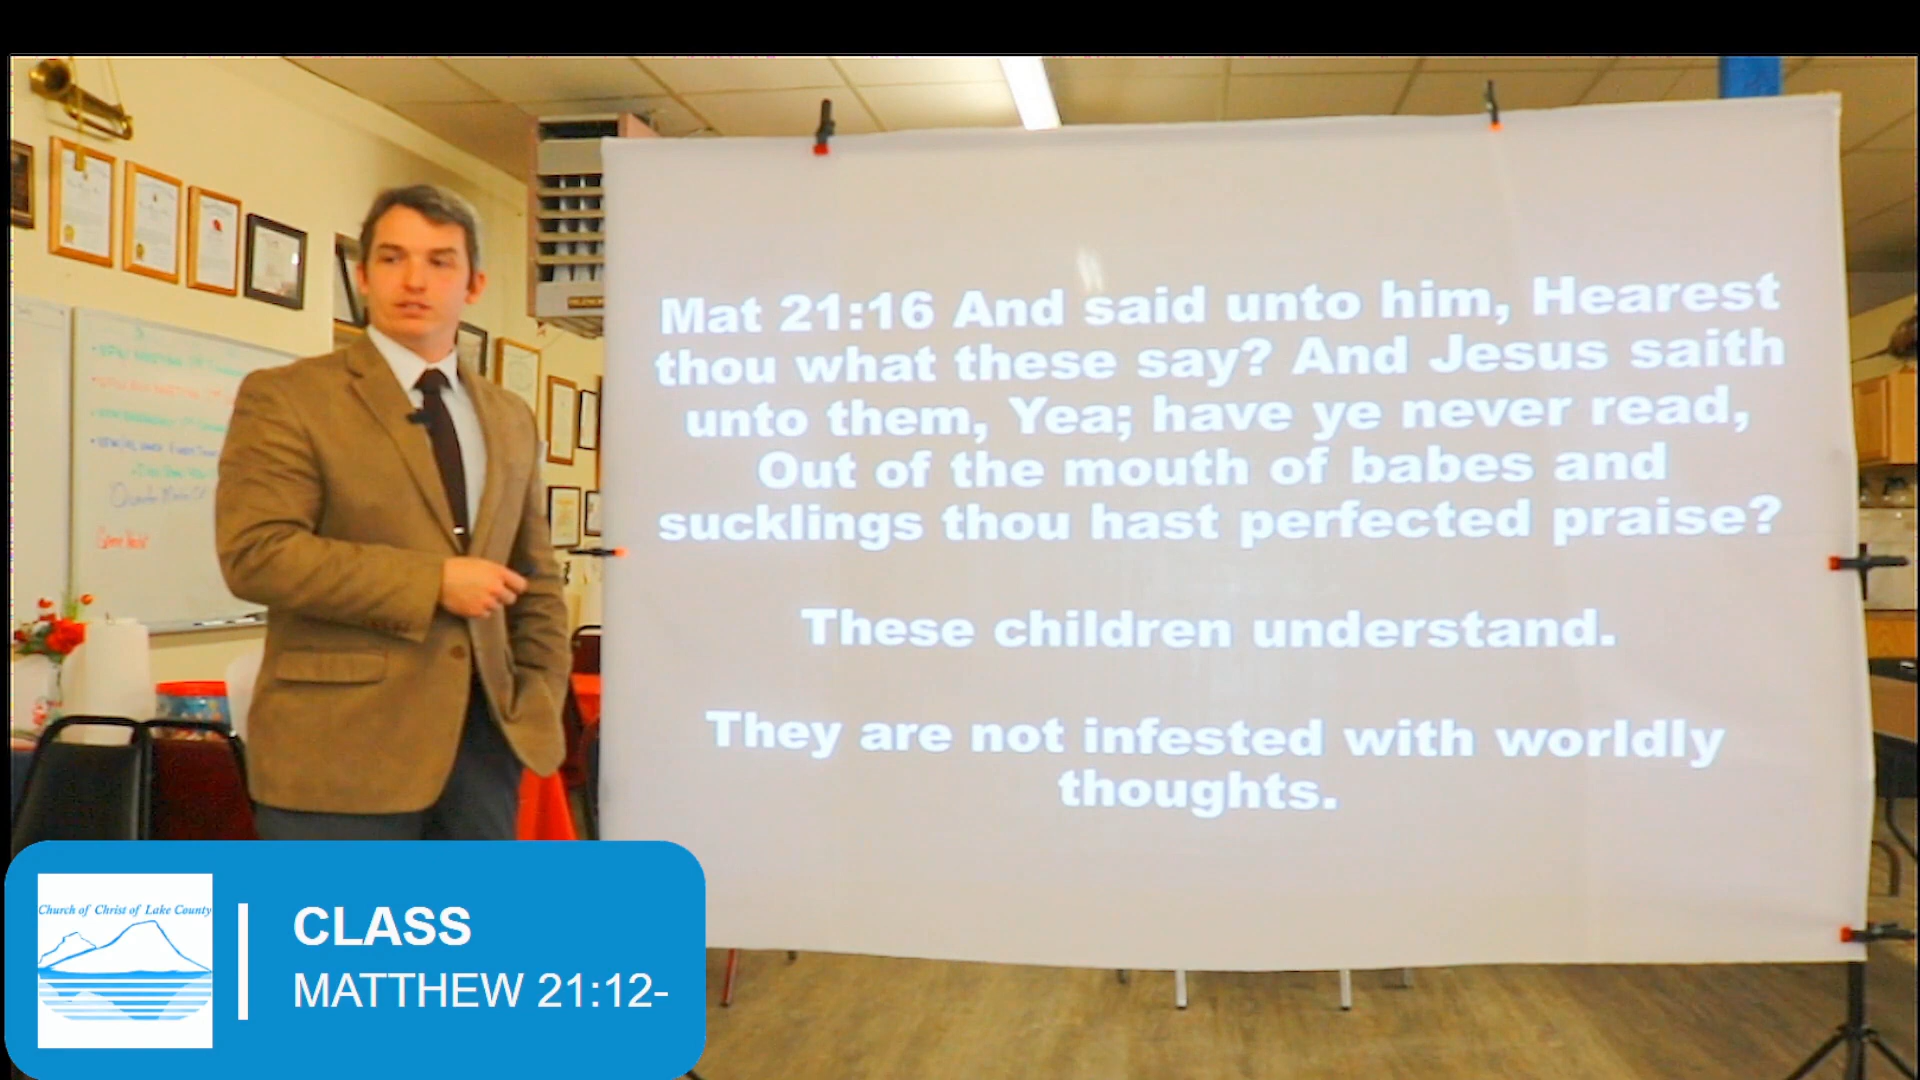 Mat 21:16 And said unto him, Hearest
thou what these say? And Jesus saith
unto them, Yea; have ye never read,
Out of the mouth of babes and
sucklings thou hast perfected praise?
These children understand.
They are not infested with worldly
thoughts.
Church of Christ of Lake County
CLASS
MATTHEW 21:12-